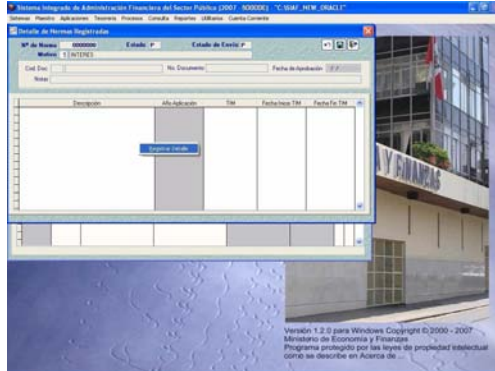 Sistema Integrado de Administración Financiera del Sector Público (2007
Sistemas Maestro Aplicaciones Tesorería Procesos Consulta Reportes Utilitarios Cuenta Corriente
Detalle de Normas Registradas
Nº de Norma 0000000 Estado P Estado de Envío P
Motivo 1 INTERES
Cod. Doc. No. Documento Fecha de Aprobación / /
Notas
Descripción Año Aplicación TIM Fecha Inicio TIM Fecha Fin TIM
Registrar Detalle
Y FINANZAS
Versión 1.2.0 para Windows Copyright © 2000 - 2007
Ministerio de Economía y Finanzas
Programa protegido por las leyes de propiedad intelectual
como se describe en Acerca de ...